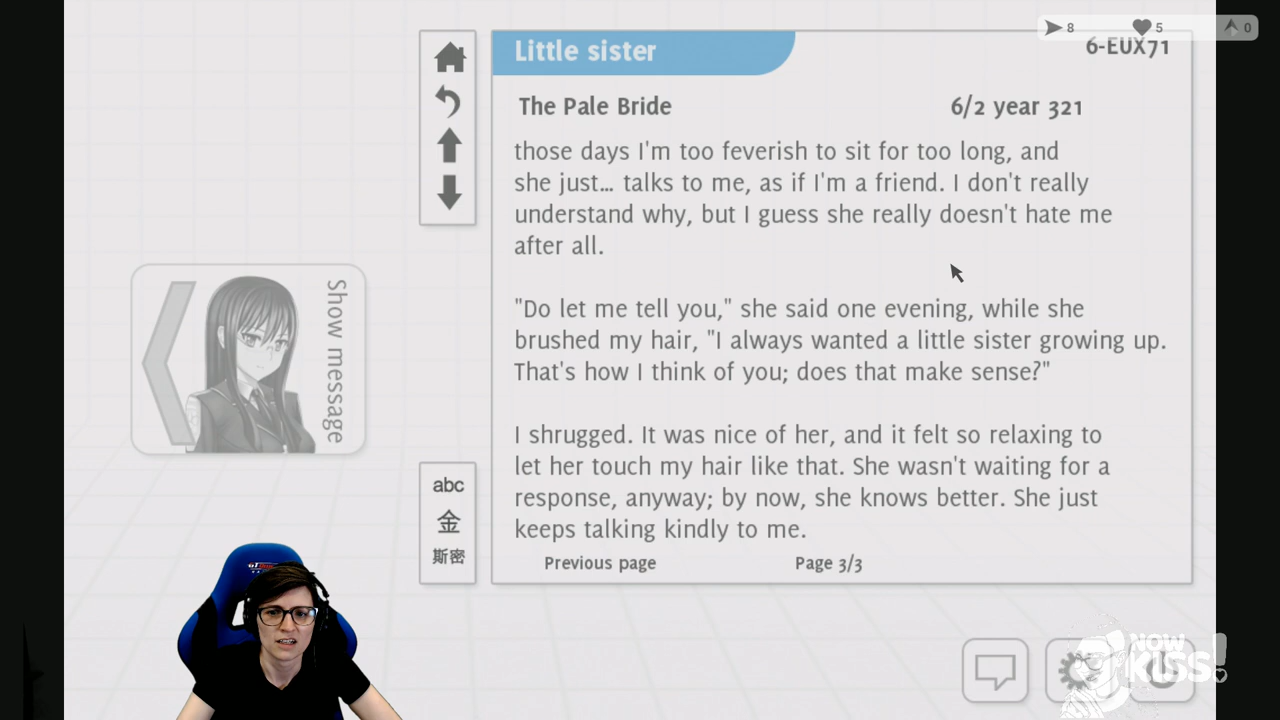 8
5
0
Little sister
6-EUX71
The Pale Bride
6/2 year 321
those days I'm too feverish to sit for too long, and
she just... talks to me, as if I'm a friend. I don't really
understand why, but I guess she really doesn't hate me
after all.
"Do let me tell you," she said one evening, while she
brushed my hair, "I always wanted a little sister growing up.
That's how I think of you; does that make sense?"
I shrugged. It was nice of her, and it felt so relaxing to
let her touch my hair like that. She wasn't waiting for a
response, anyway; by now, she knows better. She just
keeps talking kindly to me.
Previous page
Page 3/3
Show message
abc
金
斯密
NOW
KISS!